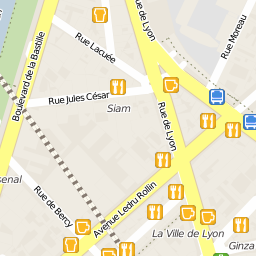 Boulevard de la Bastille
Rue Lacuée
Rue de Lyon
Rue Moreau
Rue Jules César
Siam
Rue de Lyon
Avenue Ledru Rollin
Rue de Bercy
senal
La Ville de Lyon
Ginza